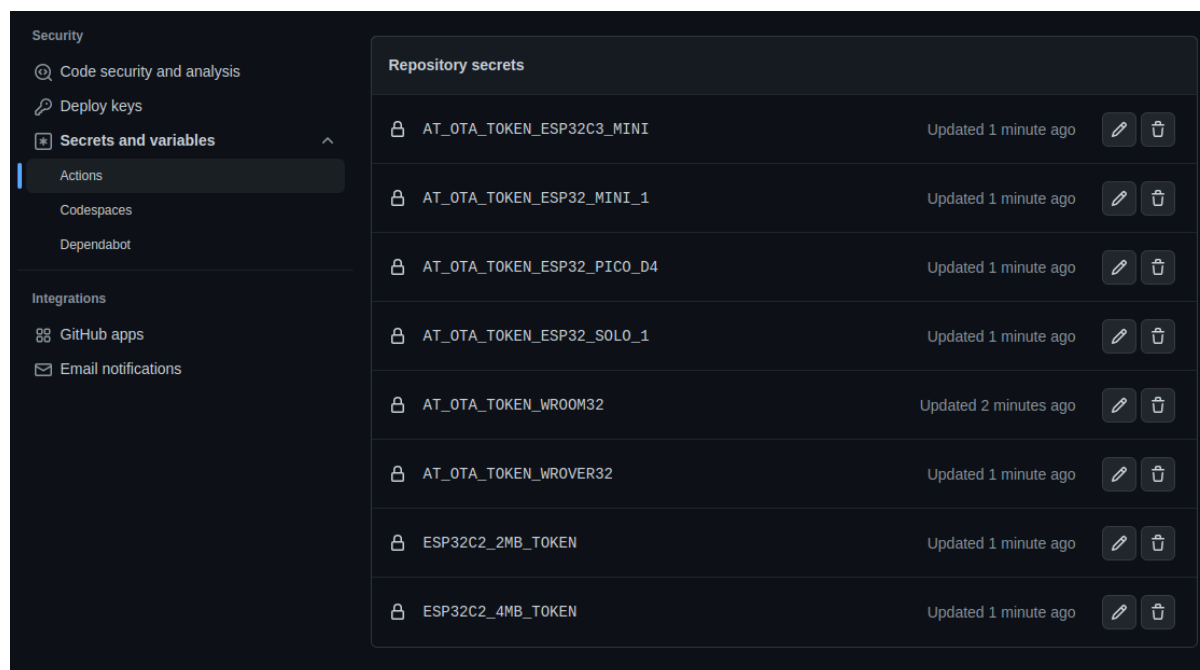 Security
Code security and analysis
Deploy keys
Secrets and variables
Actions
Codespaces
Dependabot
Integrations
GitHub apps
Email notifications
Repository secrets
AT_OTA_TOKEN_ESP32C3_MINI Updated 1 minute ago
AT_OTA_TOKEN_ESP32_MINI_1 Updated 1 minute ago
AT_OTA_TOKEN_ESP32_PICO_D4 Updated 1 minute ago
AT_OTA_TOKEN_ESP32_SOLO_1 Updated 1 minute ago
AT_OTA_TOKEN_WROOM32 Updated 2 minutes ago
AT_OTA_TOKEN_WROVER32 Updated 1 minute ago
ESP32C2_2MB_TOKEN Updated 1 minute ago
ESP32C2_4MB_TOKEN Updated 1 minute ago